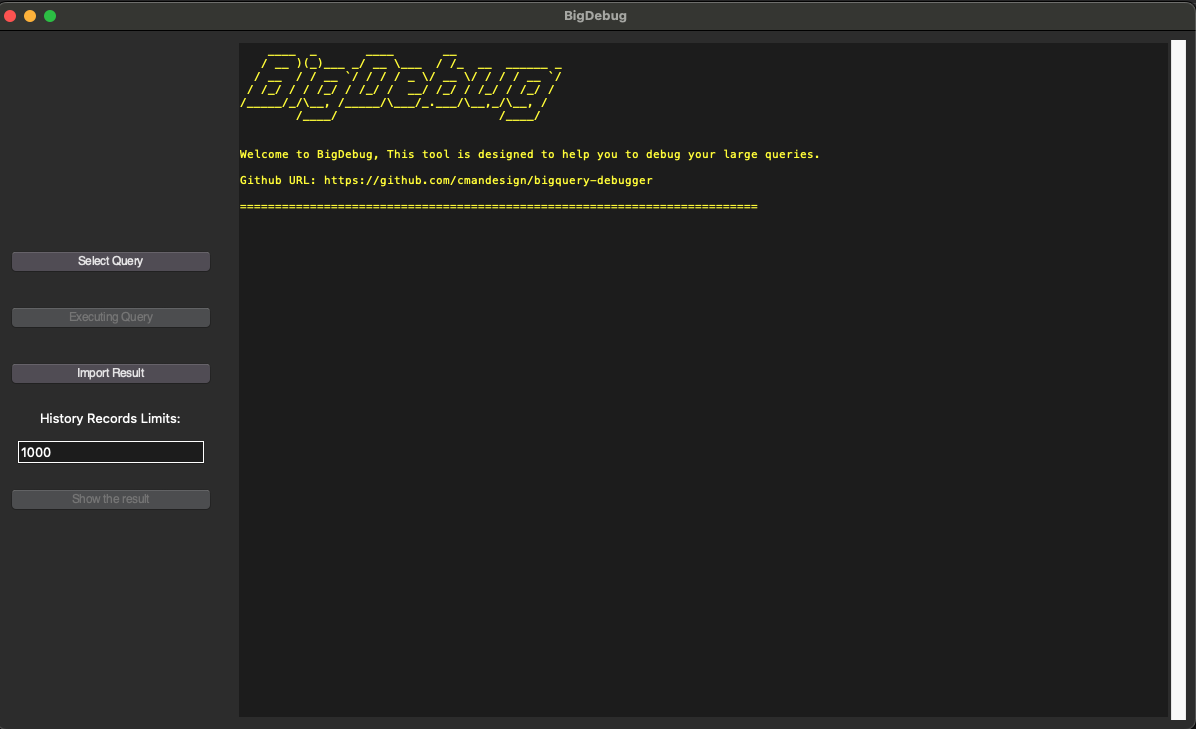 BigDebug
BigDebug
Welcome to BigDebug, This tool is designed to help you to debug your large queries.
Github URL: https://github.com/cmandesign/bigquery-debugger
==========================================================================
Select Query
Executing Query
Import Result
History Records Limits:
1000
Show the result